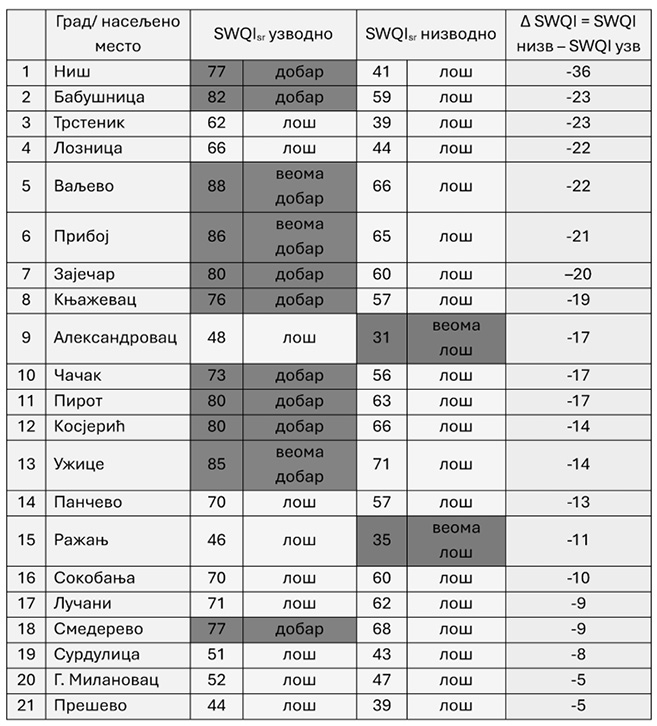 Град/ насељено место SWQIsr узводно SWQIsr низводно Δ SWQI = SWQI низв – SWQI узв
1 Ниш 77 добар 41 лош -36
2 Бабушница 82 добар 59 лош -23
3 Трстеник 62 лош 39 лош -23
4 Лозница 66 лош 44 лош -22
5 Ваљево 88 веома добар 66 лош -22
6 Прибој 86 веома добар 65 лош -21
7 Зајечар 80 добар 60 лош –20
8 Књажевац 76 добар 57 лош -19
9 Александровац 48 лош 31 веома лош -17
10 Чачак 73 добар 56 лош -17
11 Пирот 80 добар 63 лош -17
12 Косјерић 80 добар 66 лош -14
13 Ужице 85 веома добар 71 лош -14
14 Панчево 70 лош 57 лош -13
15 Ражањ 46 лош 35 веома лош -11
16 Сокобања 70 лош 60 лош -10
17 Лучани 71 лош 62 лош -9
18 Смедерево 77 добар 68 лош -9
19 Сурдулица 51 лош 43 лош -8
20 Г. Милановац 52 лош 47 лош -5
21 Прешево 44 лош 39 лош -5